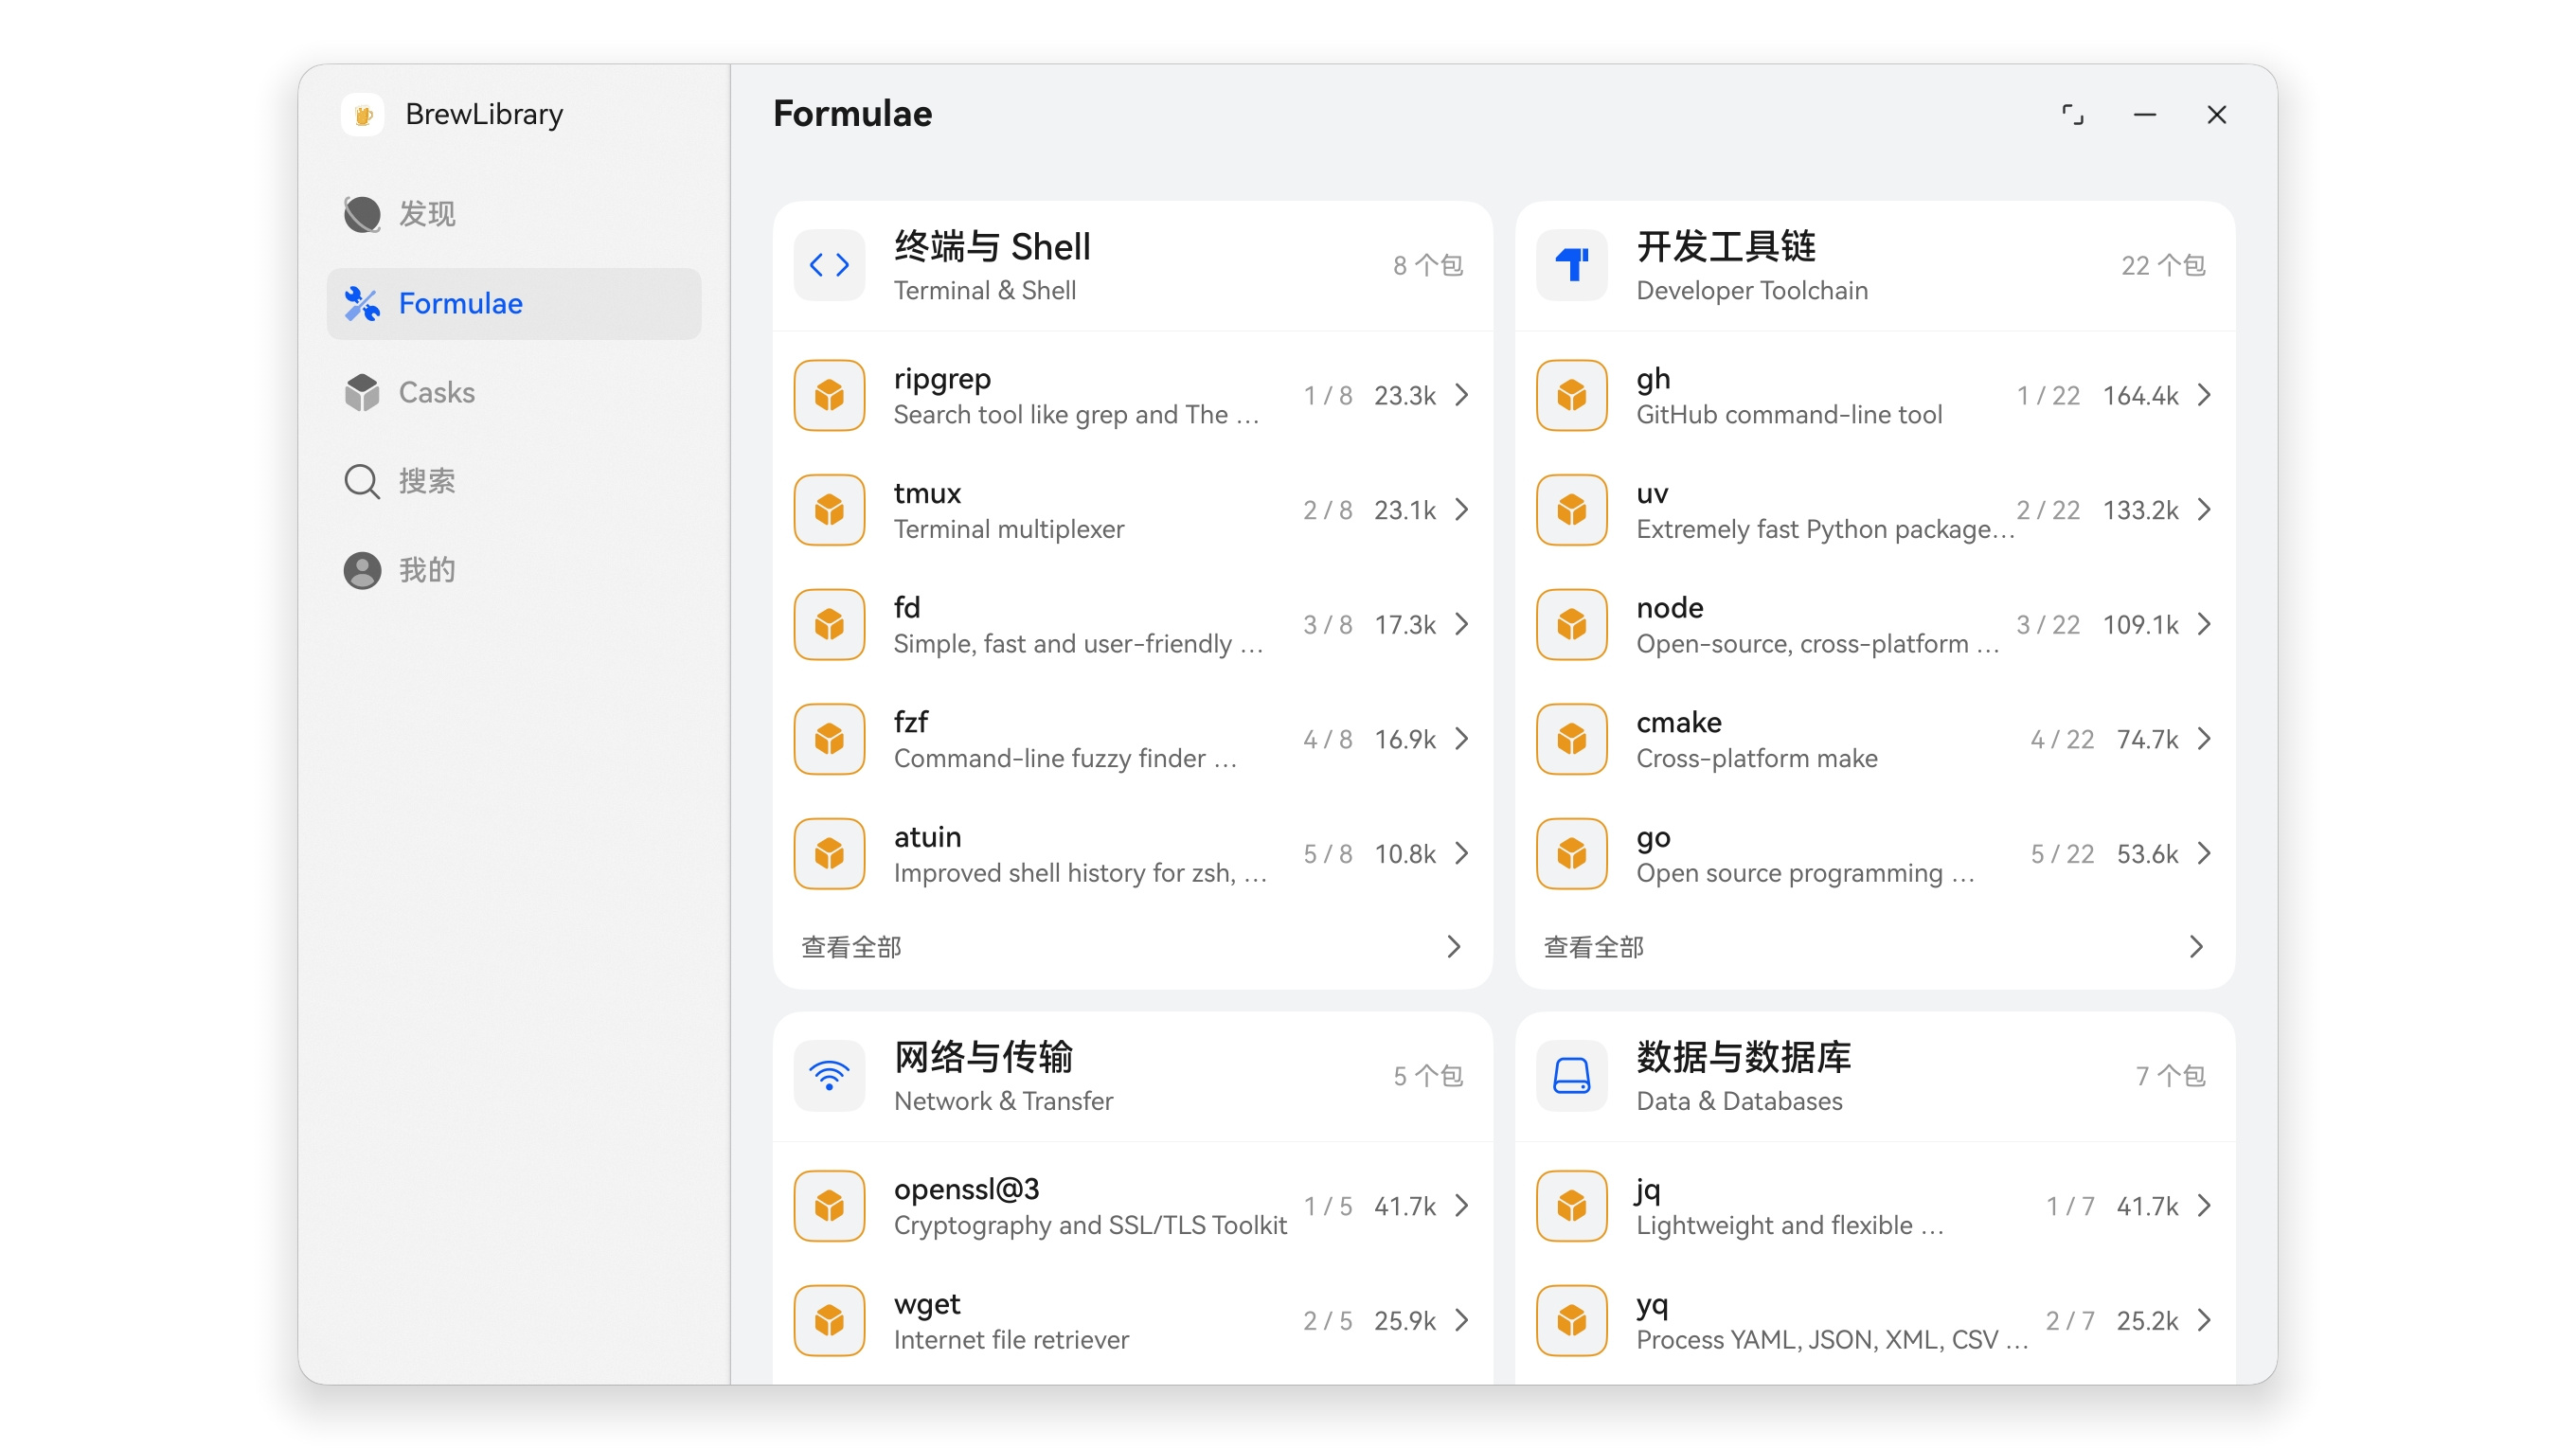 BrewLibrary
发现
Formulae
Casks
搜索
我的
Formulae
终端与 Shell
Terminal & Shell
8 个包
ripgrep
Search tool like grep and The …
1 / 8 23.3k
tmux
Terminal multiplexer
2 / 8 23.1k
fd
Simple, fast and user-friendly …
3 / 8 17.3k
fzf
Command-line fuzzy finder …
4 / 8 16.9k
atuin
Improved shell history for zsh, …
5 / 8 10.8k
查看全部
开发工具链
Developer Toolchain
22 个包
gh
GitHub command-line tool
1 / 22 164.4k
uv
Extremely fast Python package…
2 / 22 133.2k
node
Open-source, cross-platform …
3 / 22 109.1k
cmake
Cross-platform make
4 / 22 74.7k
go
Open source programming …
5 / 22 53.6k
查看全部
网络与传输
Network & Transfer
5 个包
openssl@3
Cryptography and SSL/TLS Toolkit
1 / 5 41.7k
wget
Internet file retriever
2 / 5 25.9k
数据与数据库
Data & Databases
7 个包
jq
Lightweight and flexible …
1 / 7 41.7k
yq
Process YAML, JSON, XML, CSV …
2 / 7 25.2k